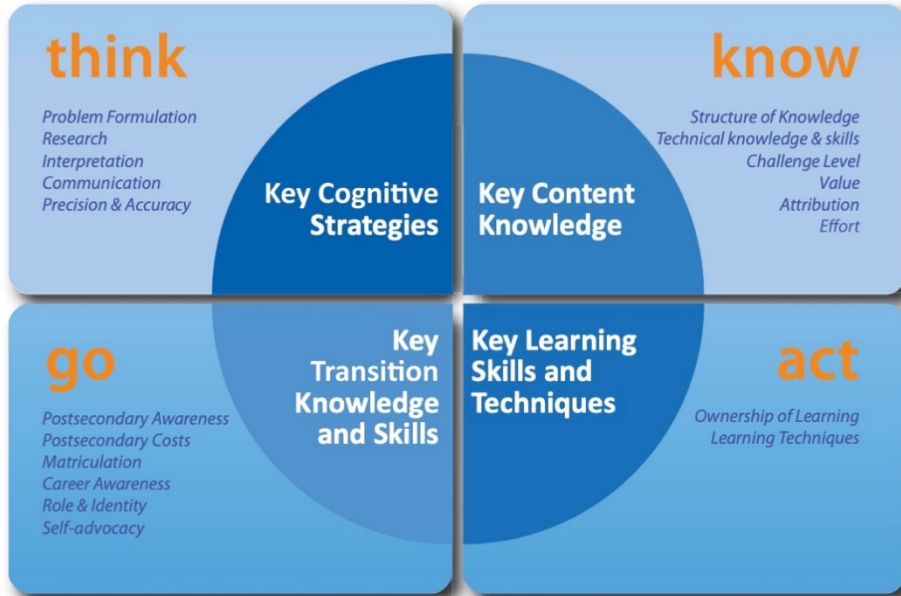 think
Problem Formulation
Research
Interpretation
Communication
Precision & Accuracy
Key Cognitive
Strategies
know
Structure of Knowledge
Technical knowledge & skills
Challenge Level
Value
Attribution
Effort
Key Content
Knowledge
go
Postsecondary Awareness
Postsecondary Costs
Matriculation
Career Awareness
Role & Identity
Self-advocacy
Key
Transition
Knowledge
and Skills
act
Ownership of Learning
Learning Techniques
Key Learning
Skills and
Techniques